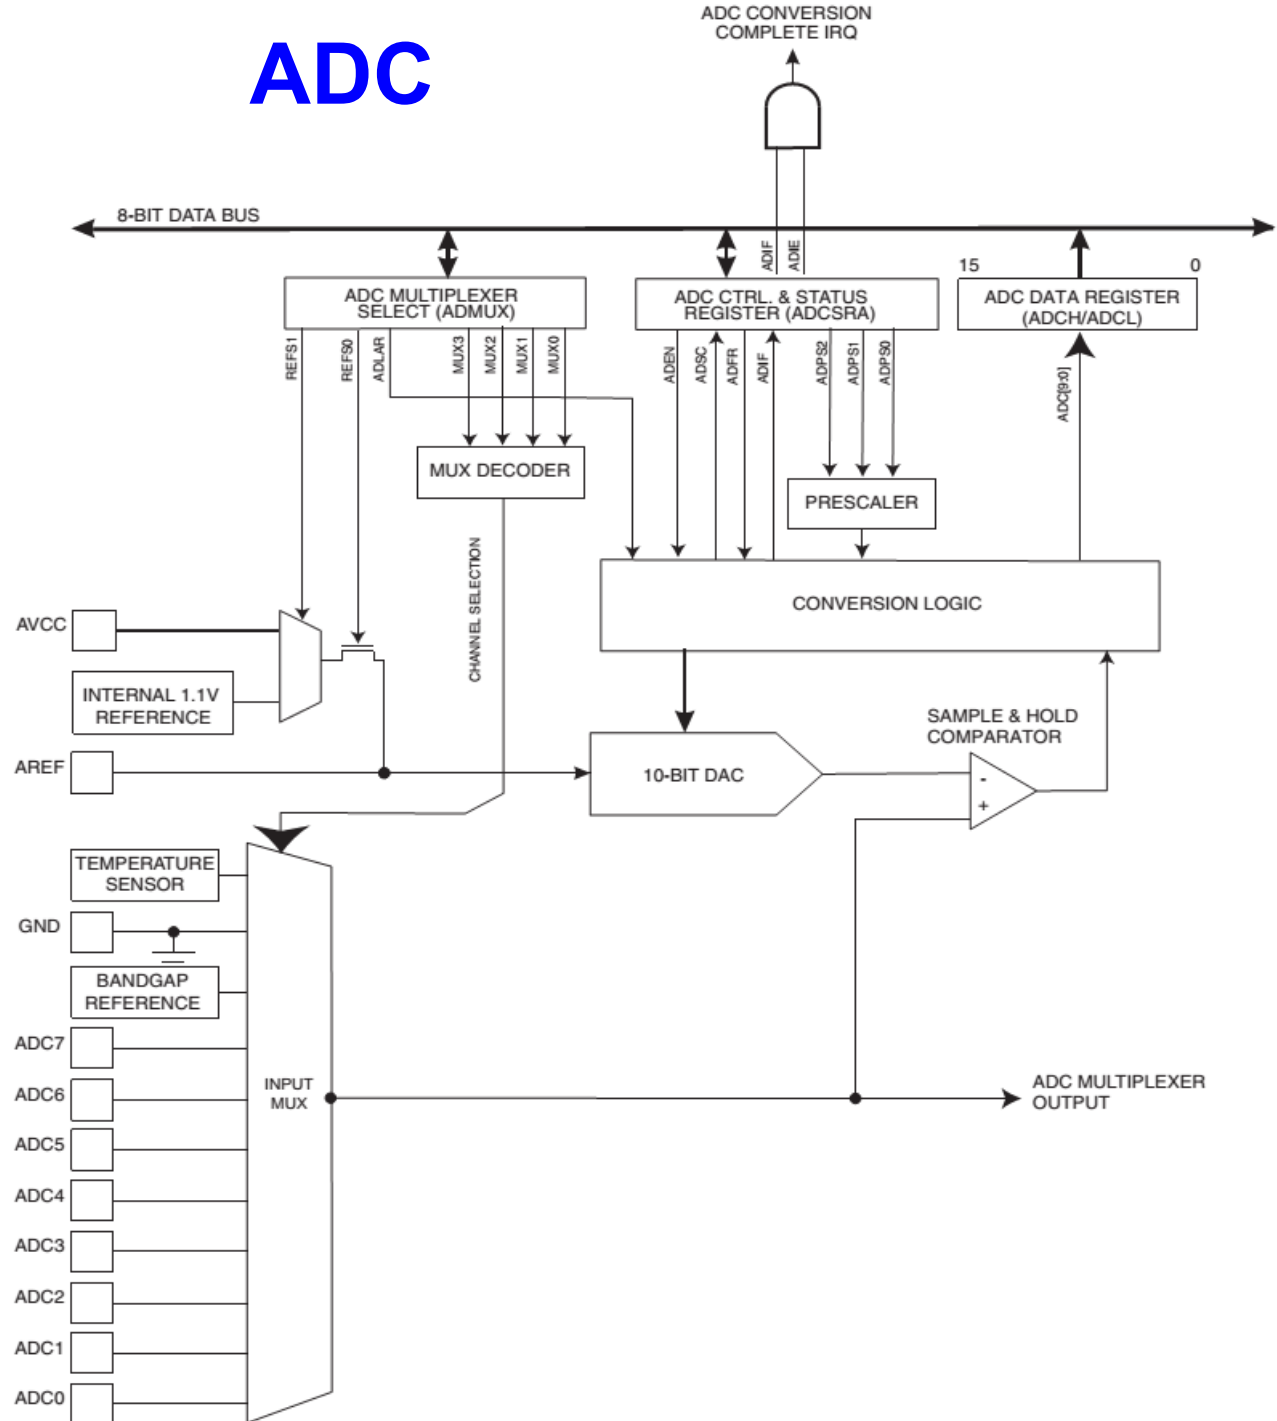 ADC CONVERSION
COMPLETE IRQ
ADC
8-BIT DATA BUS
ADIF
ADIE
15
0
ADC MULTIPLEXER
SELECT (ADMUX)
ADC CTRL. & STATUS
REGISTER (ADCSRA)
ADC DATA REGISTER
(ADCH/ADCL)
REFS1
REFS0
ADLAR
MUX3
MUX2
MUX1
MUX0
ADEN
ADSC
ADFR
ADIF
ADPS2
ADPS1
ADPS0
ADC[9:0]
MUX DECODER
PRESCALER
CHANNEL SELECTION
CONVERSION LOGIC
AVCC
INTERNAL 1.1V
REFERENCE
SAMPLE & HOLD
COMPARATOR
AREF
10-BIT DAC
-
+
TEMPERATURE
SENSOR
GND
BANDGAP
REFERENCE
ADC7
ADC6
INPUT
MUX
ADC MULTIPLEXER
OUTPUT
ADC5
ADC4
ADC3
ADC2
ADC1
ADC0